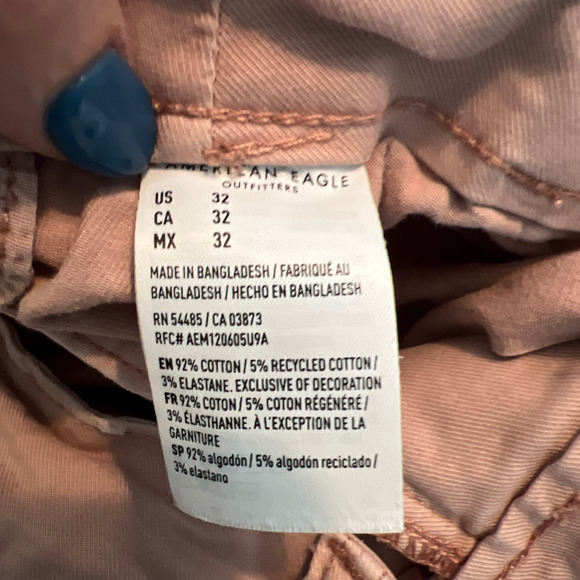 AMERICAN EAGLE
OUTFITTERS
US 32
CA 32
MX 32
MADE IN BANGLADESH / FABRIQUÉ AU
BANGLADESH / HECHO EN BANGLADESH
RN 54485 / CA 03873
RFC# AEM120605U9A
EN 92% COTTON / 5% RECYCLED COTTON /
3% ELASTANE. EXCLUSIVE OF DECORATION
FR 92% COTON / 5% COTON RÉGÉNÉRÉ /
3% ÉLASTHANNE. À L'EXCEPTION DE LA
GARNITURE
SP 92% algodón / 5% algodón reciclado /
3% elastano